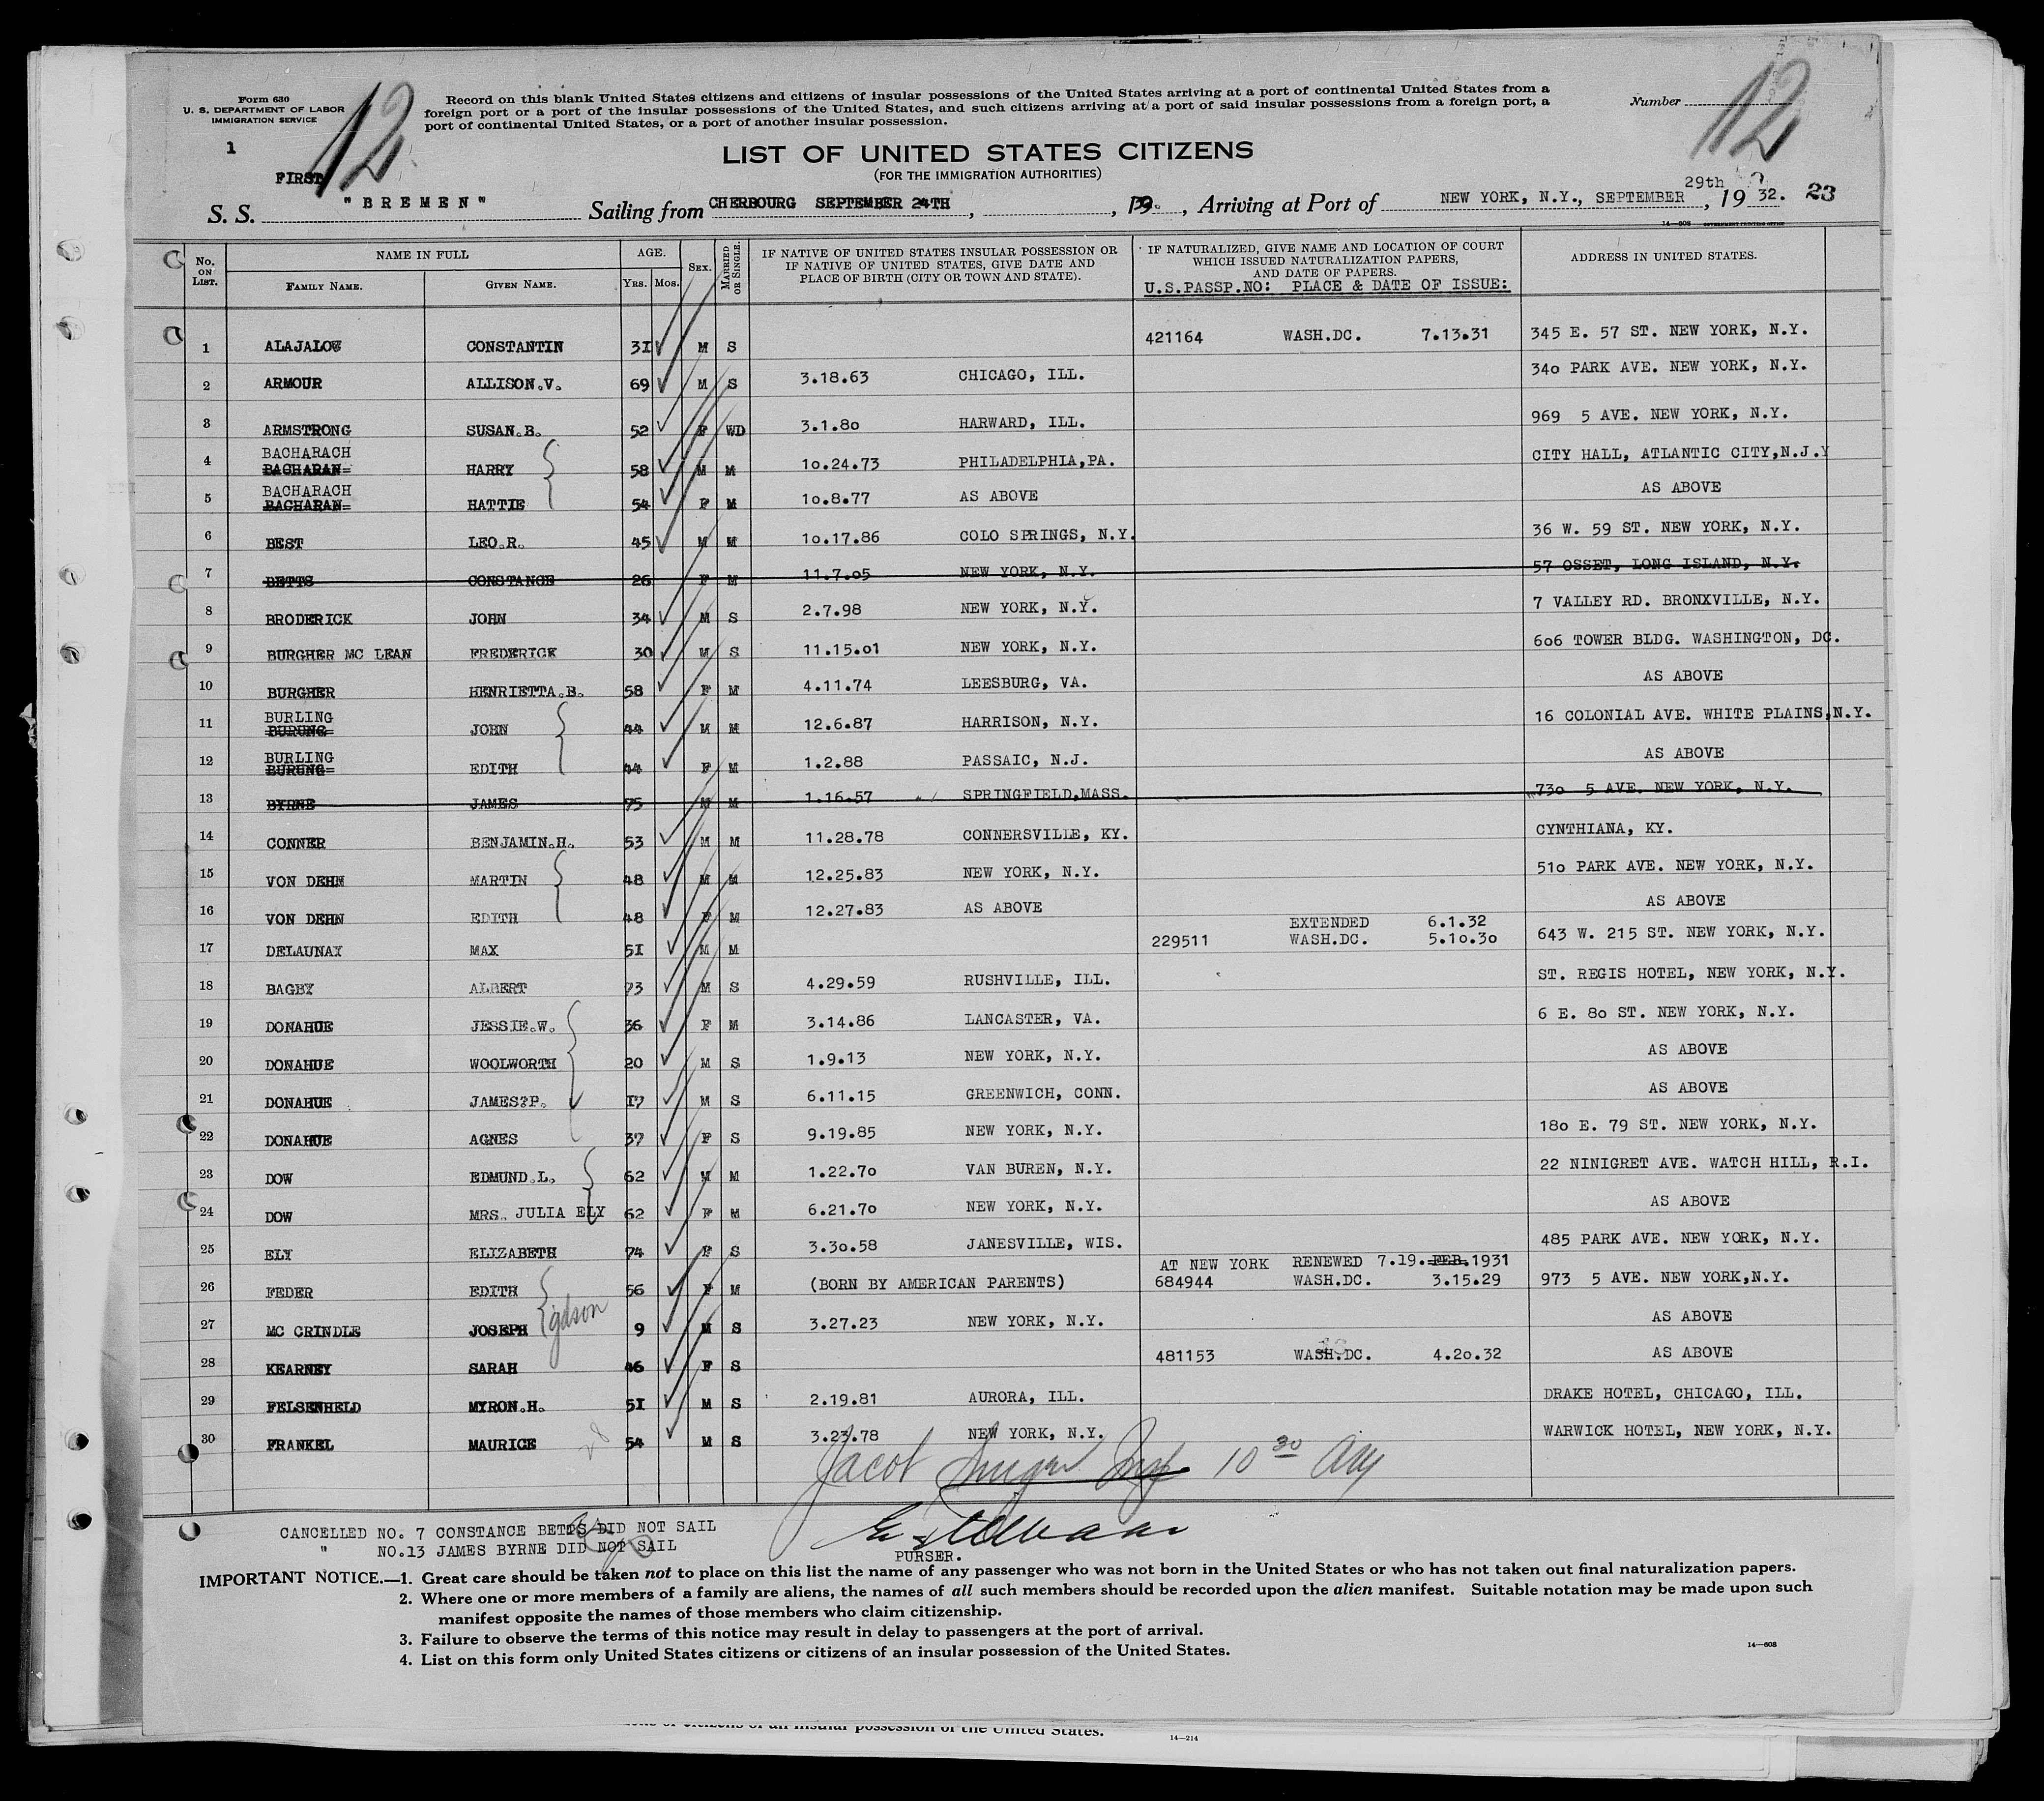 Form 630
U. S. DEPARTMENT OF LABOR
IMMIGRATION SERVICE
1
12
Record on this blank United States citizens and citizens of insular possessions of the United States arriving at a port of continental United States from a
foreign port or a port of the insular possessions of the United States, and such citizens arriving at a port of said insular possessions from a foreign port, a
port of continental United States, or a port of another insular possession.
Number
12
LIST OF UNITED STATES CITIZENS
(FOR THE IMMIGRATION AUTHORITIES)
FIRST
S. S. "BREMEN" Sailing from CHERBOURG SEPTEMBER 24TH, , 19 , Arriving at Port of NEW YORK, N.Y., SEPTEMBER 29th, 19 32. 23
14—608 GOVERNMENT PRINTING OFFICE
No. ON LIST. NAME IN FULL FAMILY NAME. GIVEN NAME. AGE. YRS. MOS. SEX. MARRIED OR SINGLE. IF NATIVE OF UNITED STATES INSULAR POSSESSION OR IF NATIVE OF UNITED STATES, GIVE DATE AND PLACE OF BIRTH (CITY OR TOWN AND STATE). IF NATURALIZED, GIVE NAME AND LOCATION OF COURT WHICH ISSUED NATURALIZATION PAPERS, AND DATE OF PAPERS. ADDRESS IN UNITED STATES.
U.S.PASSP.NO: PLACE & DATE OF ISSUE:
1 ALAJALOW CONSTANTIN 31 M S 421164 WASH.DC. 7.13.31 345 E. 57 ST. NEW YORK, N.Y.
2 ARMOUR ALLISON.V. 69 M S 3.18.63 CHICAGO, ILL. 340 PARK AVE. NEW YORK, N.Y.
3 ARMSTRONG SUSAN.B. 52 F WD 3.1.80 HARWARD, ILL. 969 5 AVE. NEW YORK, N.Y.
4 BACHARACH BACHARAN HARRY 58 M M 10.24.73 PHILADELPHIA,PA. CITY HALL, ATLANTIC CITY,N.J.Y
5 BACHARACH BACHARAN HATTIE 54 F M 10.8.77 AS ABOVE AS ABOVE
6 BEST LEO.R. 45 M M 10.17.86 COLO SPRINGS, N.Y. 36 W. 59 ST. NEW YORK, N.Y.
7 BETTS CONSTANCE 26 F M 11.7.05 NEW YORK, N.Y. 57 OSSET, LONG ISLAND, N.Y.
8 BRODERICK JOHN 34 M S 2.7.98 NEW YORK, N.Y. 7 VALLEY RD. BRONXVILLE, N.Y.
9 BURGHER MC LEAN FREDERICK 30 M S 11.15.01 NEW YORK, N.Y. 606 TOWER BLDG. WASHINGTON, DC.
10 BURGHER HENRIETTA.B. 58 F M 4.11.74 LEESBURG, VA. AS ABOVE
11 BURLING BURUNG JOHN 44 M M 12.6.87 HARRISON, N.Y. 16 COLONIAL AVE. WHITE PLAINS,N.Y.
12 BURLING BURUNG EDITH 44 F M 1.2.88 PASSAIC, N.J. AS ABOVE
13 BYRNE JAMES 75 M M 1.16.57 SPRINGFIELD,MASS. 730 5 AVE. NEW YORK, N.Y.
14 CONNER BENJAMIN.H. 53 M M 11.28.78 CONNERSVILLE, KY. CYNTHIANA, KY.
15 VON DEHN MARTIN 48 M M 12.25.83 NEW YORK, N.Y. 510 PARK AVE. NEW YORK, N.Y.
16 VON DEHN EDITH 48 F M 12.27.83 AS ABOVE AS ABOVE
EXTENDED 6.1.32
17 DELAUNAY MAX 51 M M 229511 WASH.DC. 5.10.30 643 W. 215 ST. NEW YORK, N.Y.
18 BAGBY ALBERT 73 M S 4.29.59 RUSHVILLE, ILL. ST. REGIS HOTEL, NEW YORK, N.Y.
19 DONAHUE JESSIE.W. 36 F M 3.14.86 LANCASTER, VA. 6 E. 80 ST. NEW YORK, N.Y.
20 DONAHUE WOOLWORTH 20 M S 1.9.13 NEW YORK, N.Y. AS ABOVE
21 DONAHUE JAMES?P. 17 M S 6.11.15 GREENWICH, CONN. AS ABOVE
22 DONAHUE AGNES 37 F S 9.19.85 NEW YORK, N.Y. 180 E. 79 ST. NEW YORK, N.Y.
23 DOW EDMUND.L. 62 M M 1.22.70 VAN BUREN, N.Y. 22 NINIGRET AVE. WATCH HILL, R.I.
24 DOW MRS. JULIA ELY 62 F M 6.21.70 NEW YORK, N.Y. AS ABOVE
25 ELY ELIZABETH 74 F S 3.30.58 JANESVILLE, WIS. 485 PARK AVE. NEW YORK, N.Y.
AT NEW YORK RENEWED 7.19.FEB.1931
26 FEDER EDITH 56 F M (BORN BY AMERICAN PARENTS) 684944 WASH.DC. 3.15.29 973 5 AVE. NEW YORK,N.Y.
27 MC CRINDLE JOSEPH gdson 9 M S 3.27.23 NEW YORK, N.Y. AS ABOVE
28 KEARNEY SARAH 46 F S 481153 WASH.DC. 4.20.32 AS ABOVE
29 FELSENHELD MYRON.H. 51 M S 2.19.81 AURORA, ILL. DRAKE HOTEL, CHICAGO, ILL.
30 FRANKEL MAURICE 54 M S 3.23.78 NEW YORK, N.Y. WARWICK HOTEL, NEW YORK, N.Y.
28
Jacob 10 30
CANCELLED NO. 7 CONSTANCE BETTS DID NOT SAIL
" NO.13 JAMES BYRNE DID NOT SAIL
PURSER.
IMPORTANT NOTICE.—1. Great care should be taken not to place on this list the name of any passenger who was not born in the United States or who has not taken out final naturalization papers.
2. Where one or more members of a family are aliens, the names of all such members should be recorded upon the alien manifest. Suitable notation may be made upon such
manifest opposite the names of those members who claim citizenship.
3. Failure to observe the terms of this notice may result in delay to passengers at the port of arrival.
4. List on this form only United States citizens or citizens of an insular possession of the United States.
14—608
possession of the United States.
14—214